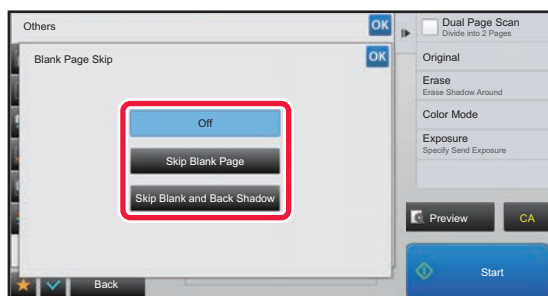 Others
OK
Blank Page Skip
OK
Off
Skip Blank Page
Skip Blank and Back Shadow
Back
Dual Page Scan
Divide into 2 Pages
Original
Erase
Erase Shadow Around
Color Mode
Exposure
Specify Send Exposure
Preview
CA
Start